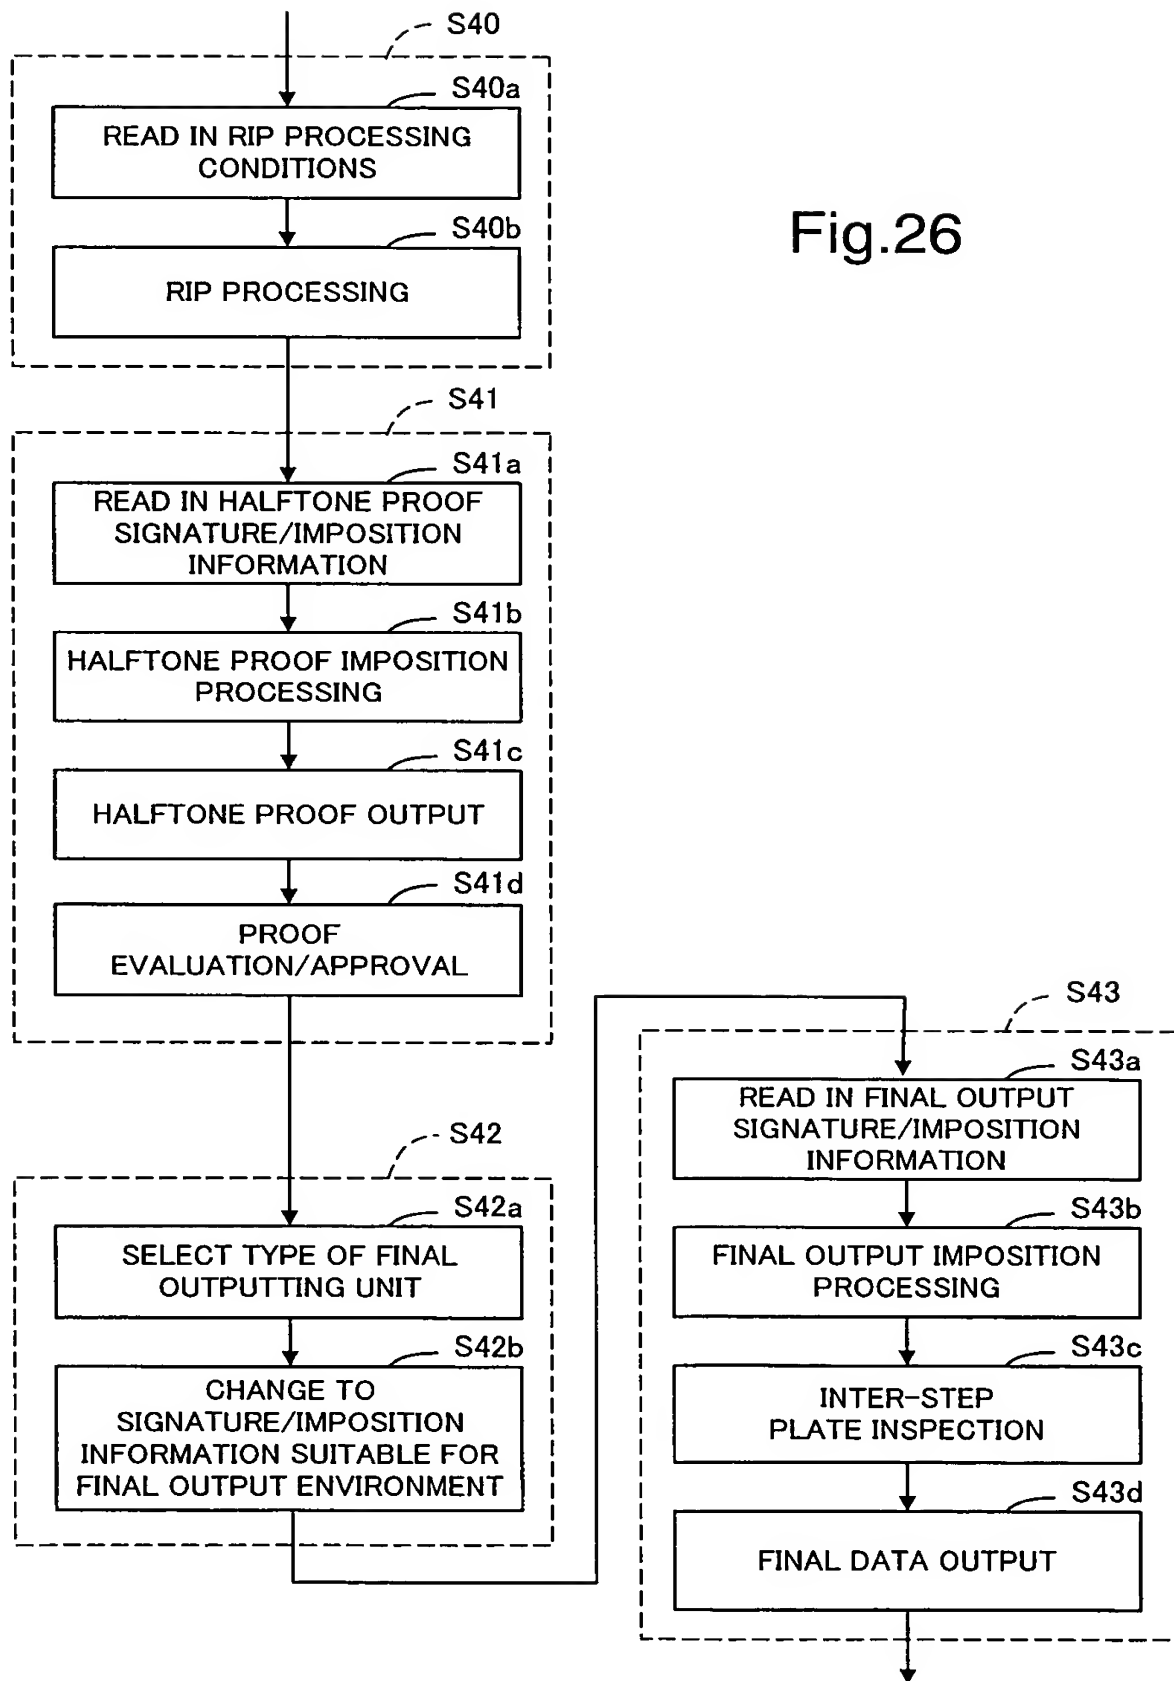 S40
S40a
READ IN RIP PROCESSING
CONDITIONS
S40b
RIP PROCESSING
Fig.26
S41
S41a
READ IN HALFTONE PROOF
SIGNATURE/IMPOSITION
INFORMATION
S41b
HALFTONE PROOF IMPOSITION
PROCESSING
S41c
HALFTONE PROOF OUTPUT
S41d
PROOF
EVALUATION/APPROVAL
S42
S42a
SELECT TYPE OF FINAL
OUTPUTTING UNIT
S42b
CHANGE TO
SIGNATURE/IMPOSITION
INFORMATION SUITABLE FOR
FINAL OUTPUT ENVIRONMENT
S43
S43a
READ IN FINAL OUTPUT
SIGNATURE/IMPOSITION
INFORMATION
S43b
FINAL OUTPUT IMPOSITION
PROCESSING
S43c
INTER-STEP
PLATE INSPECTION
S43d
FINAL DATA OUTPUT